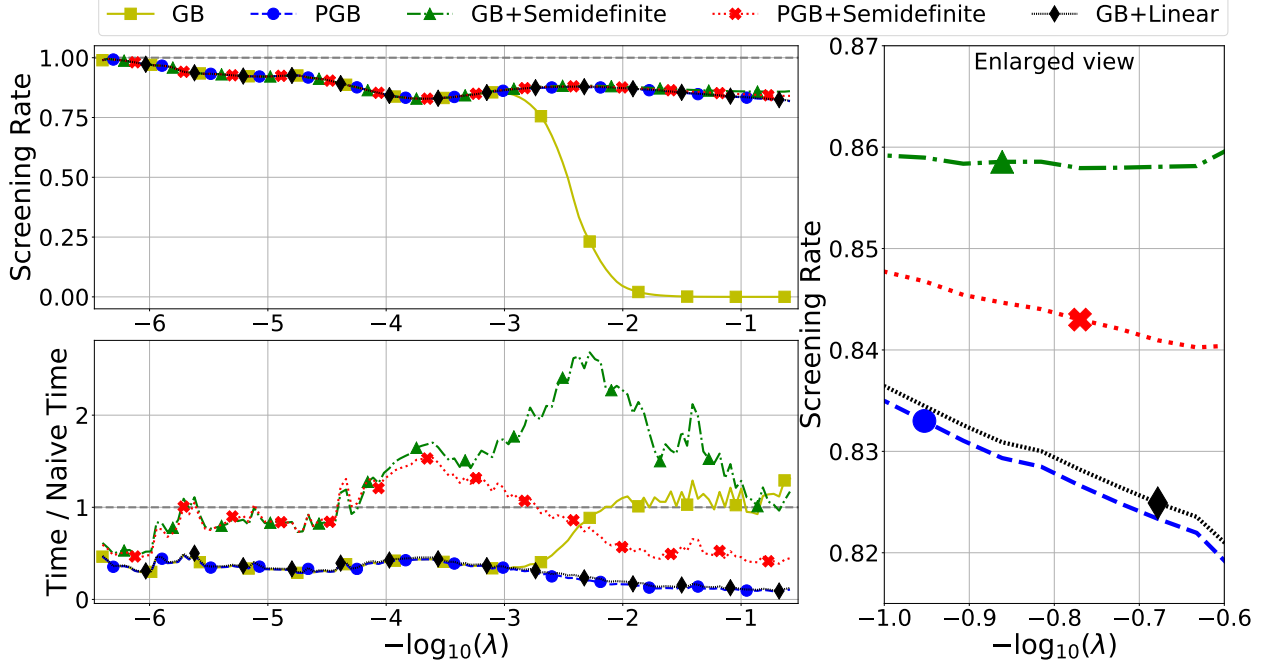 GB PGB GB+Semidefinite PGB+Semidefinite GB+Linear
Screening Rate
1.00
0.75
0.50
0.25
0.00
−6 −5 −4 −3 −2 −1
Time / Naive Time
2
1
0
−6 −5 −4 −3 −2 −1
−log10(λ)
Enlarged view
Screening Rate
0.87
0.86
0.85
0.84
0.83
0.82
−1.0 −0.9 −0.8 −0.7 −0.6
−log10(λ)